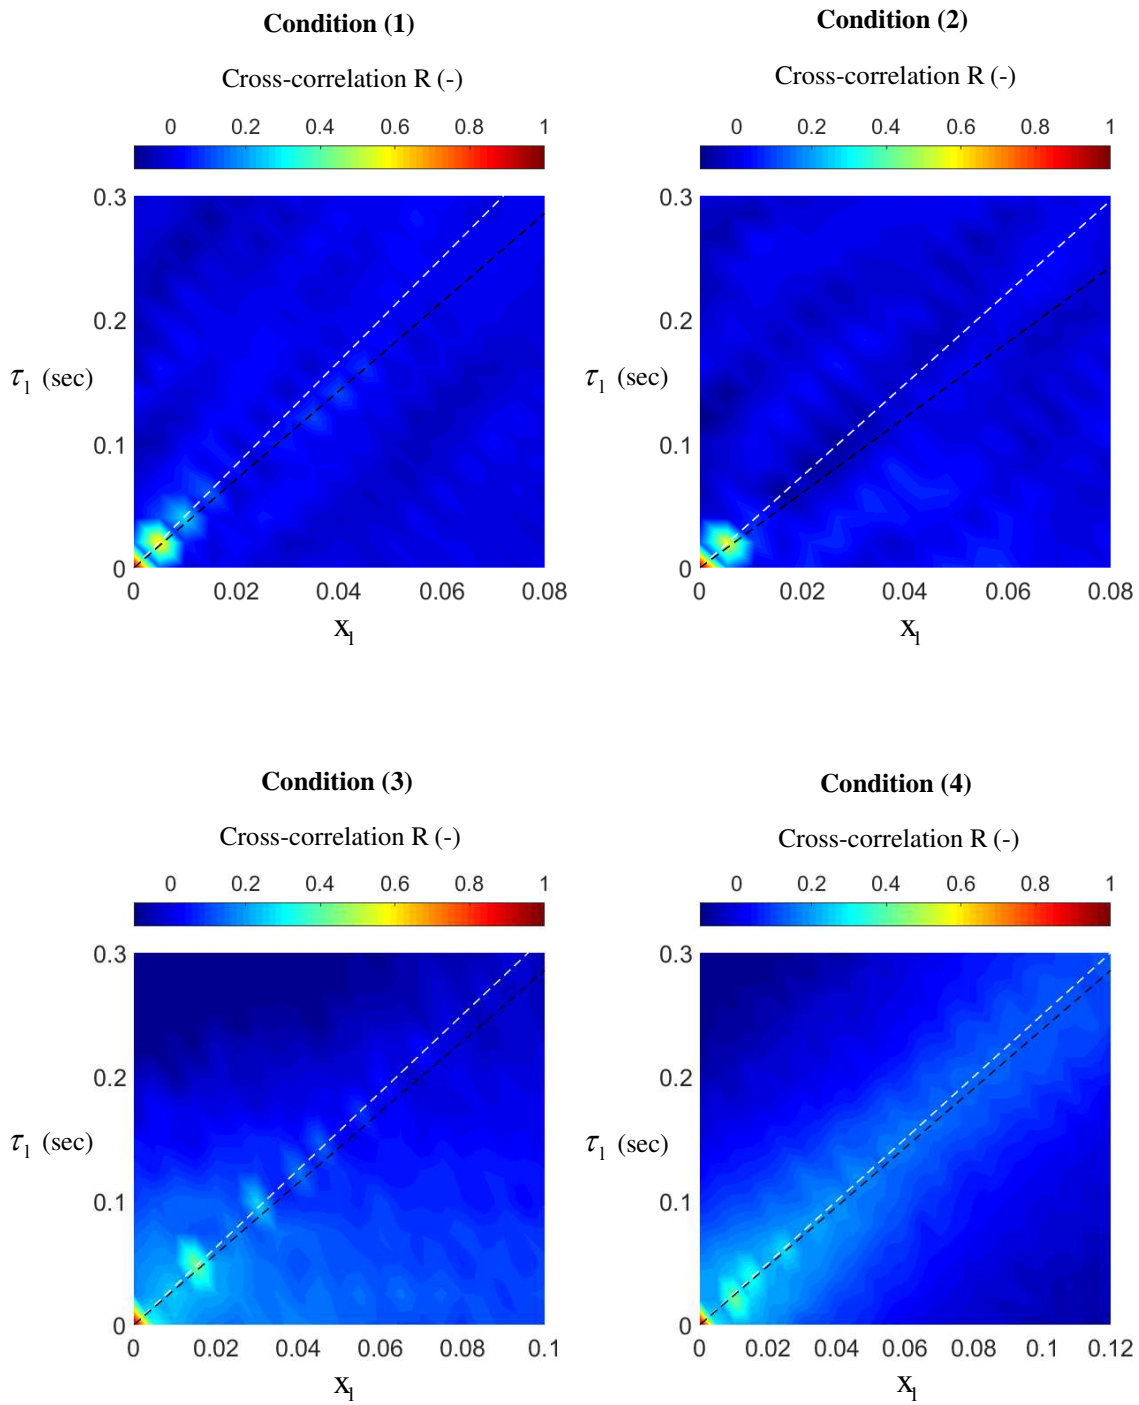 Condition (1)
Cross-correlation R (-)
0 0.2 0.4 0.6 0.8 1
0.3
0.2
τ₁ (sec)
0.1
0
0 0.02 0.04 0.06 0.08
x₁
Condition (2)
Cross-correlation R (-)
0 0.2 0.4 0.6 0.8 1
0.3
0.2
τ₁ (sec)
0.1
0
0 0.02 0.04 0.06 0.08
x₁
Condition (3)
Cross-correlation R (-)
0 0.2 0.4 0.6 0.8 1
0.3
0.2
τ₁ (sec)
0.1
0
0 0.02 0.04 0.06 0.08 0.1
x₁
Condition (4)
Cross-correlation R (-)
0 0.2 0.4 0.6 0.8 1
0.3
0.2
τ₁ (sec)
0.1
0
0 0.02 0.04 0.06 0.08 0.1 0.12
x₁